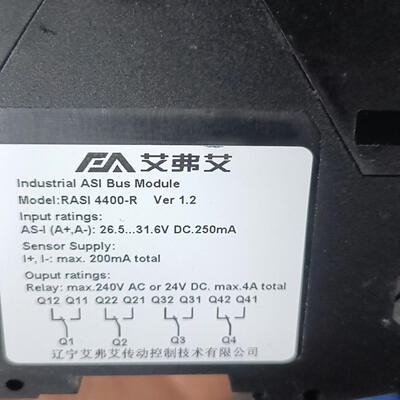 FA 艾弗艾
Industrial ASI Bus Module
Model:RASI 4400-R Ver 1.2
Input ratings:
AS-I (A+,A-): 26.5...31.6V DC.250mA
Sensor Supply:
I+, I-: max. 200mA total
Ouput ratings:
Relay: max.240V AC or 24V DC. max.4A total
Q12 Q11 Q22 Q21 Q32 Q31 Q42 Q41
Q1 Q2 Q3 Q4
辽宁艾弗艾传动控制技术有限公司